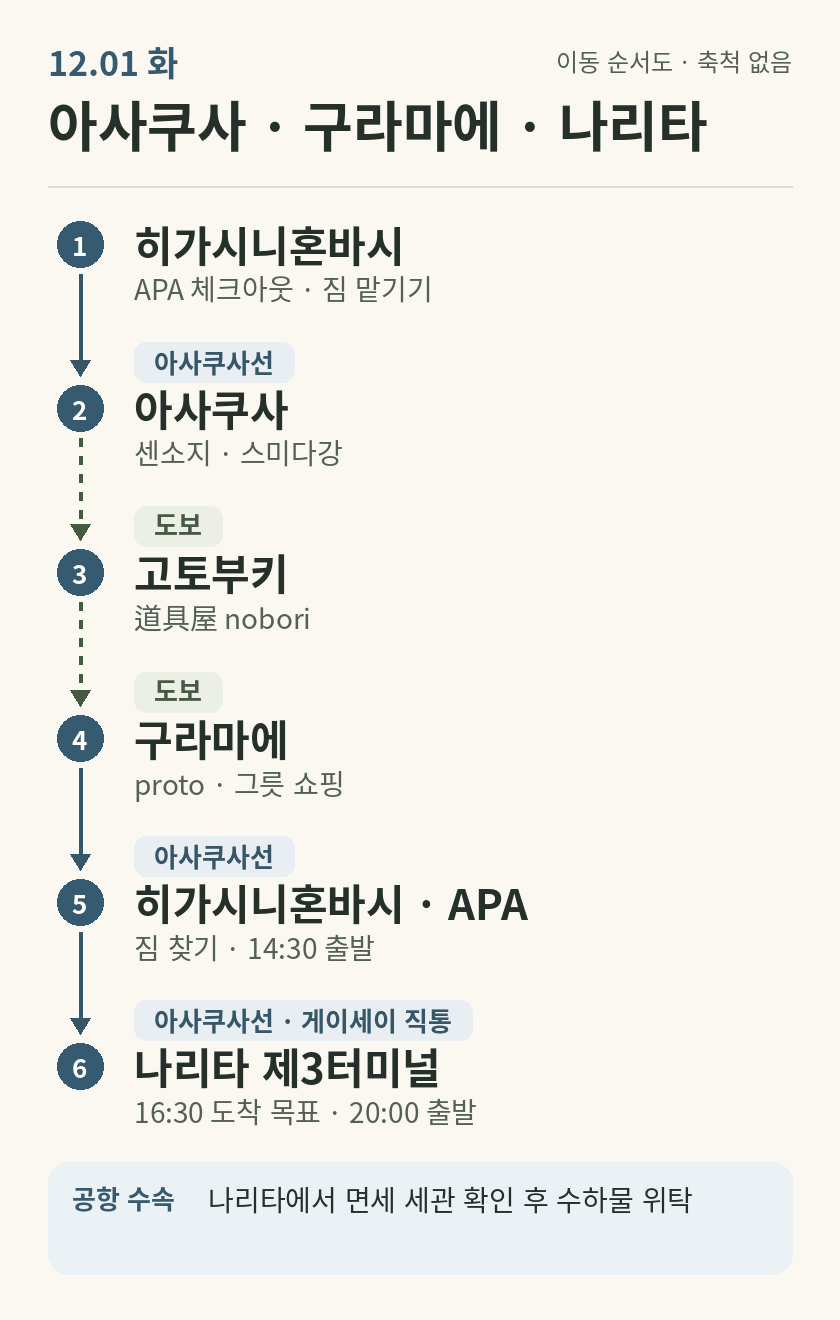 12.01 화
이동 순서도 · 축척 없음
아사쿠사 · 구라마에 · 나리타
1 히가시니혼바시
APA 체크아웃 · 짐 맡기기
아사쿠사선
2 아사쿠사
센소지 · 스미다강
도보
3 고토부키
道具屋 nobori
도보
4 구라마에
proto · 그릇 쇼핑
아사쿠사선
5 히가시니혼바시 · APA
짐 찾기 · 14:30 출발
아사쿠사선 · 게이세이 직통
6 나리타 제3터미널
16:30 도착 목표 · 20:00 출발
공항 수속 나리타에서 면세 세관 확인 후 수하물 위탁